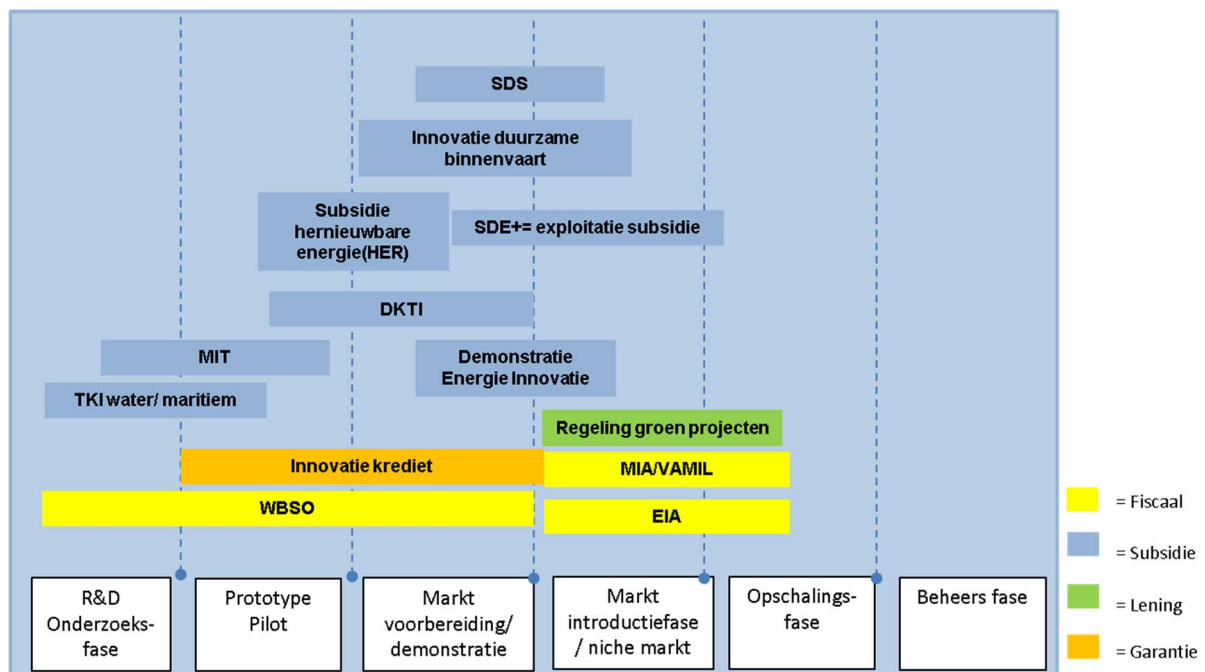 SDS
Innovatie duurzame
binnenvaart
Subsidie
hernieuwbare
energie(HER)
SDE+= exploitatie subsidie
DKTI
MIT
Demonstratie
Energie Innovatie
TKI water/ maritiem
Regeling groen projecten
Innovatie krediet
MIA/VAMIL
WBSO
EIA
= Fiscaal
= Subsidie
= Lening
= Garantie
R&D
Onderzoeks-
fase
Prototype
Pilot
Markt
voorbereiding/
demonstratie
Markt
introductiefase
/ niche markt
Opschalings-
fase
Beheers fase